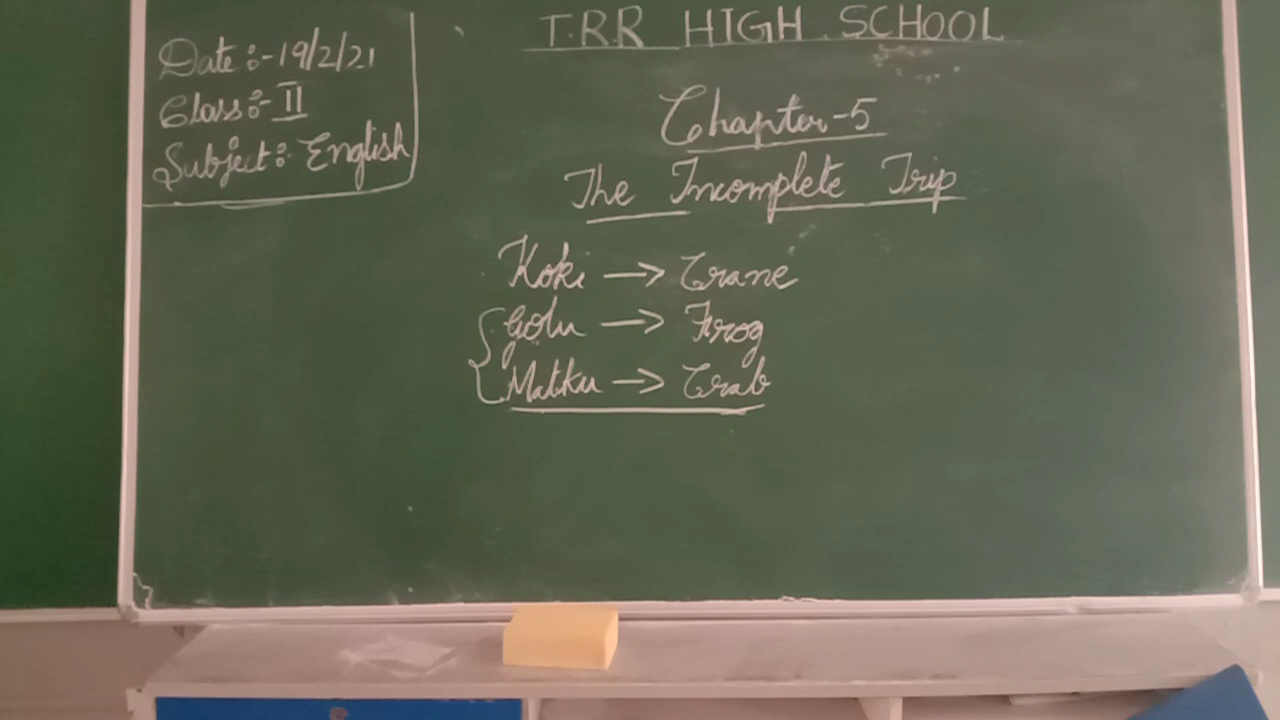 T.R.R HIGH SCHOOL
Date :- 19/2/21
Class :- II
Subject : English
Chapter-5
The Incomplete Trip
Koki → Crane
Golu → Frog
Matku → Crab